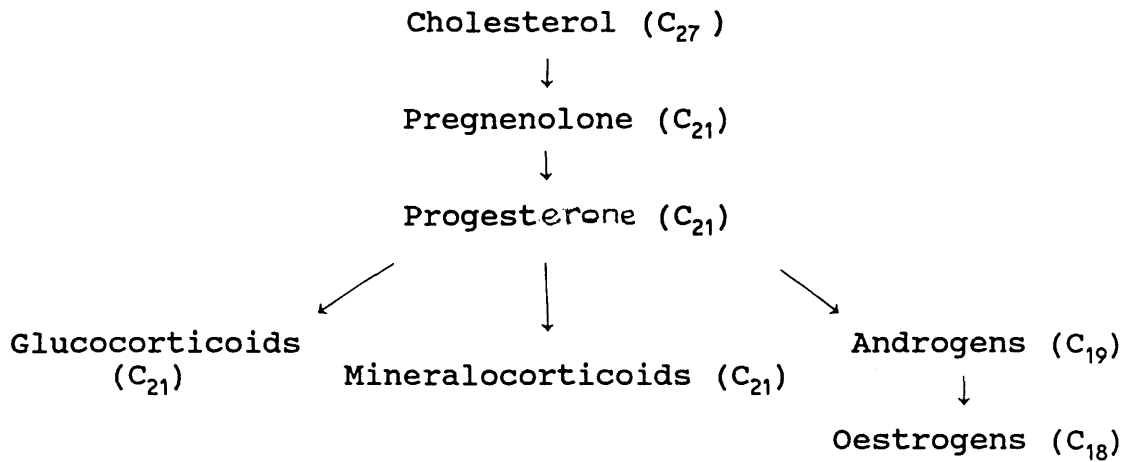 Cholesterol (C₂₇ )
↓
Pregnenolone (C₂₁)
↓
Progesterone (C₂₁)
Glucocorticoids
(C₂₁)
Mineralocorticoids (C₂₁)
Androgens (C₁₉)
↓
Oestrogens (C₁₈)